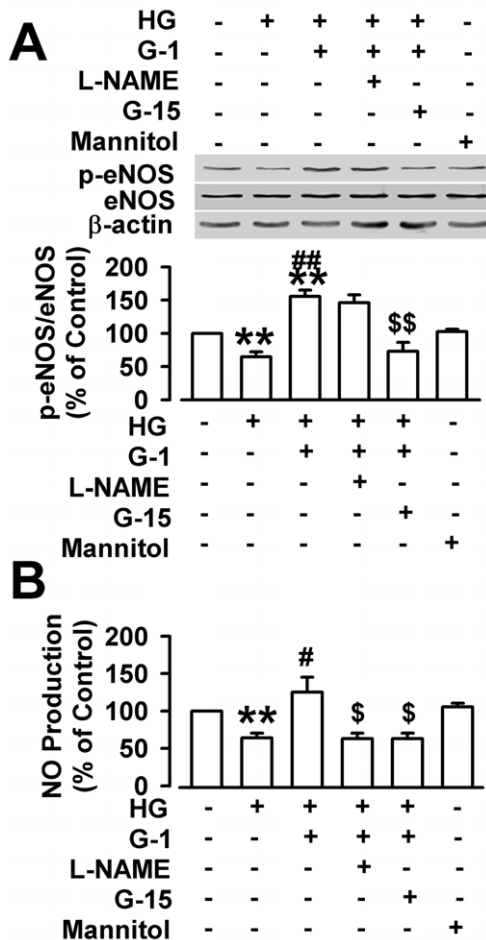 A
HG - + + + + -
G-1 - - + + + -
L-NAME - - - + - -
G-15 - - - - + -
Mannitol - - - - - +
p-eNOS
eNOS
β-actin
p-eNOS/eNOS
(% of Control)
200
150
100
50
0
**
##
**
$$
HG - + + + + -
G-1 - - + + + -
L-NAME - - - + - -
G-15 - - - - + -
Mannitol - - - - - +
B
NO Production
(% of Control)
200
150
100
50
0
**
#
$
$
HG - + + + + -
G-1 - - + + + -
L-NAME - - - + - -
G-15 - - - - + -
Mannitol - - - - - +